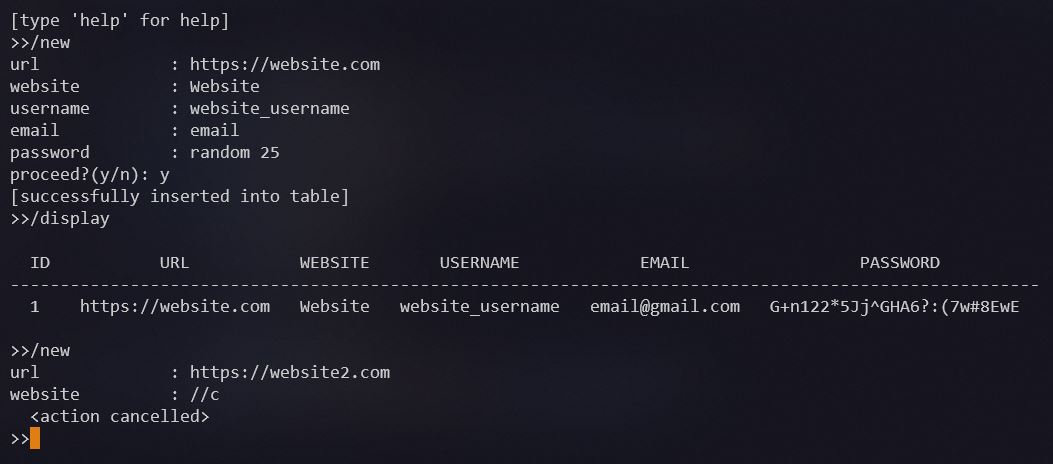 [type 'help' for help]
>>/new
url : https://website.com
website : Website
username : website_username
email : email
password : random 25
proceed?(y/n): y
[successfully inserted into table]
>>/display
ID URL WEBSITE USERNAME EMAIL PASSWORD
-------------------------------------------------------------------------------------------------------
1 https://website.com Website website_username email@gmail.com G+n122*5Jj^GHA6?:(7w#8EwE
>>/new
url : https://website2.com
website : //c
<action cancelled>
>>